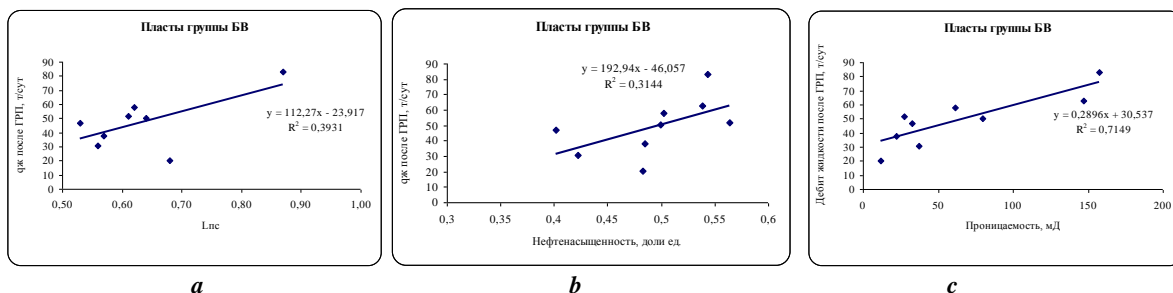 Пласты группы БВ
qж после ГРП, т/сут
90
80
70
60
50
40
30
20
10
0
y = 112,27x - 23,917
R² = 0,3931
0,50 0,60 0,70 0,80 0,90 1,00
Lпс
a
Пласты группы БВ
qж после ГРП, т/сут
90
80
70
60
50
40
30
20
10
0
y = 192,94x - 46,057
R² = 0,3144
0,3 0,35 0,4 0,45 0,5 0,55 0,6
Нефтенасыщенность, доли ед.
b
Пласты группы БВ
Дебит жидкости после ГРП, т/сут
90
80
70
60
50
40
30
20
10
0
y = 0,2896x + 30,537
R² = 0,7149
0 50 100 150 200
Проницаемость, мД
c